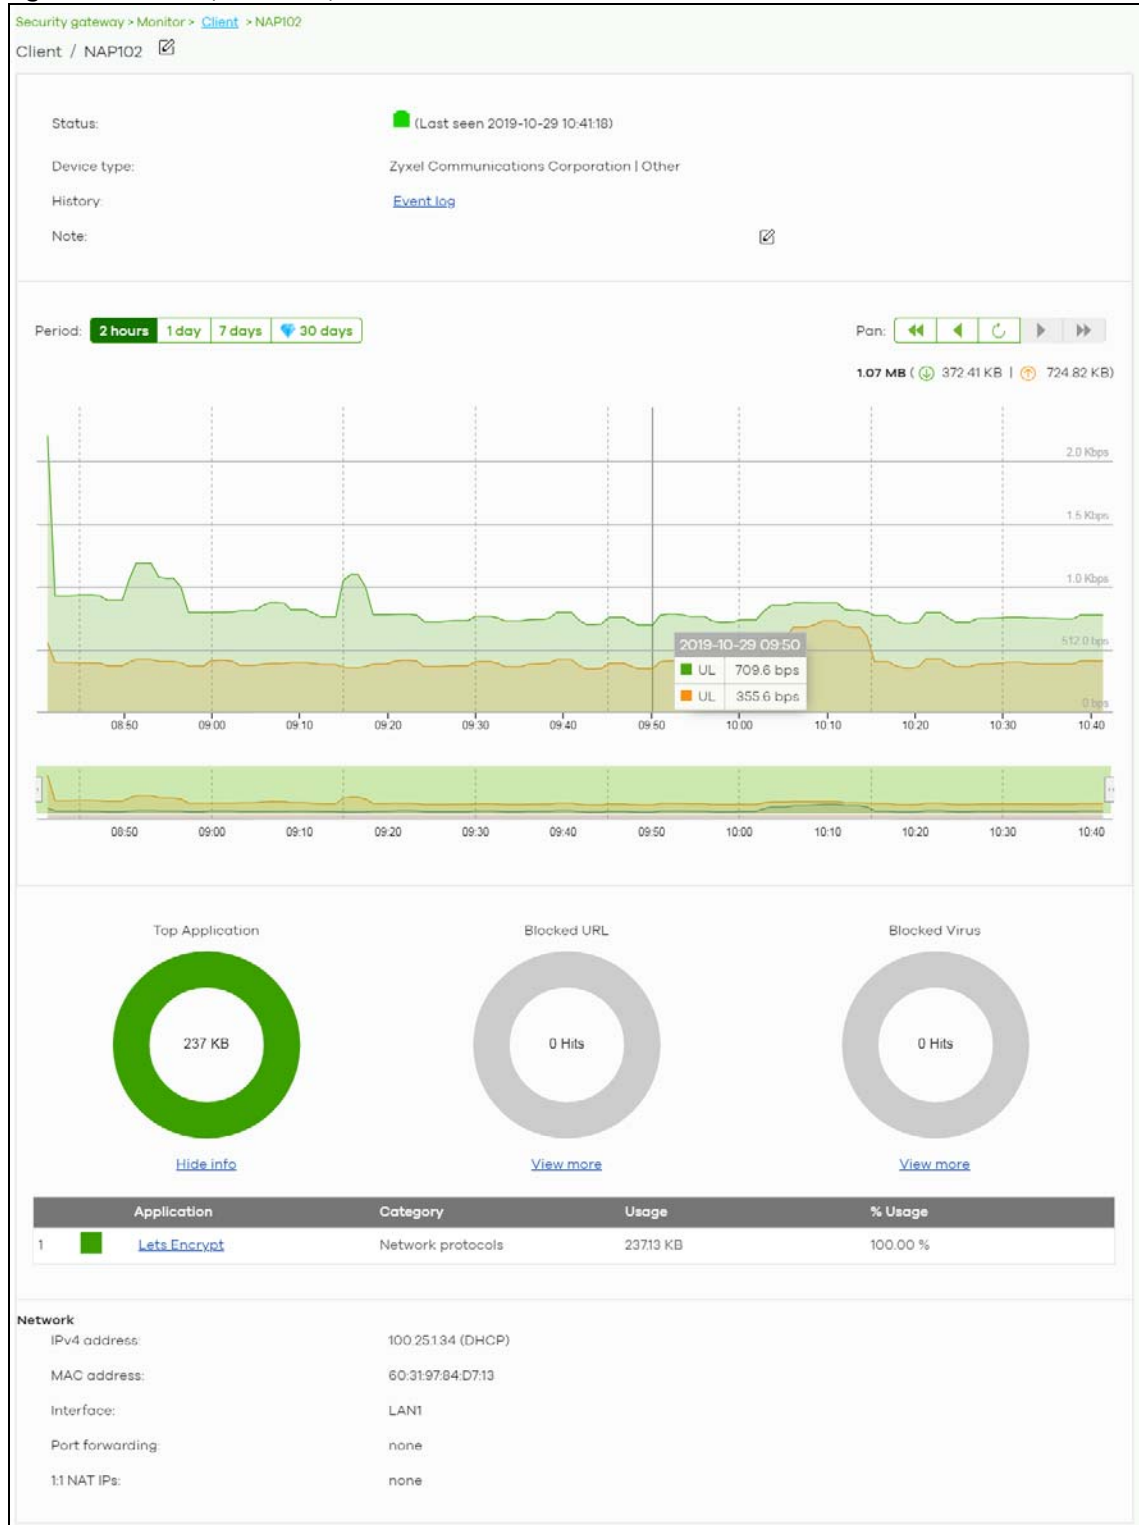 Security gateway > Monitor > Client > NAP102
Client / NAP102
Status: (Last seen 2019-10-29 10:41:18)
Device type: Zyxel Communications Corporation | Other
History: Event log
Note:
Period: 2 hours 1 day 7 days 30 days Pan:
1.07 MB ( 372.41 KB | 724.82 KB)
2.0 Kbps
1.5 Kbps
1.0 Kbps
512.0 bps
0 bps
2019-10-29 09:50
UL 709.6 bps
UL 355.6 bps
08:50 09:00 09:10 09:20 09:30 09:40 09:50 10:00 10:10 10:20 10:30 10:40
08:50 09:00 09:10 09:20 09:30 09:40 09:50 10:00 10:10 10:20 10:30 10:40
Top Application Blocked URL Blocked Virus
237 KB 0 Hits 0 Hits
Hide info View more View more
Application Category Usage % Usage
1 Lets Encrypt Network protocols 237.13 KB 100.00 %
Network
IPv4 address: 100.25.1.34 (DHCP)
MAC address: 60:31:97:84:D7:13
Interface: LAN1
Port forwarding: none
1:1 NAT IPs: none